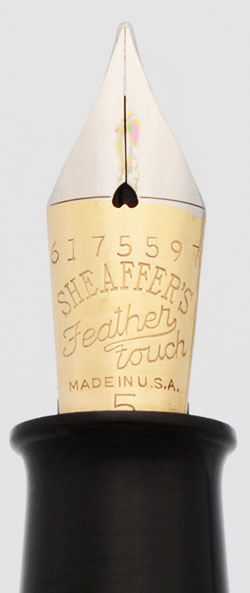 6175597
SHEAFFER'S
Feather
touch
MADE IN U.S.A.
5